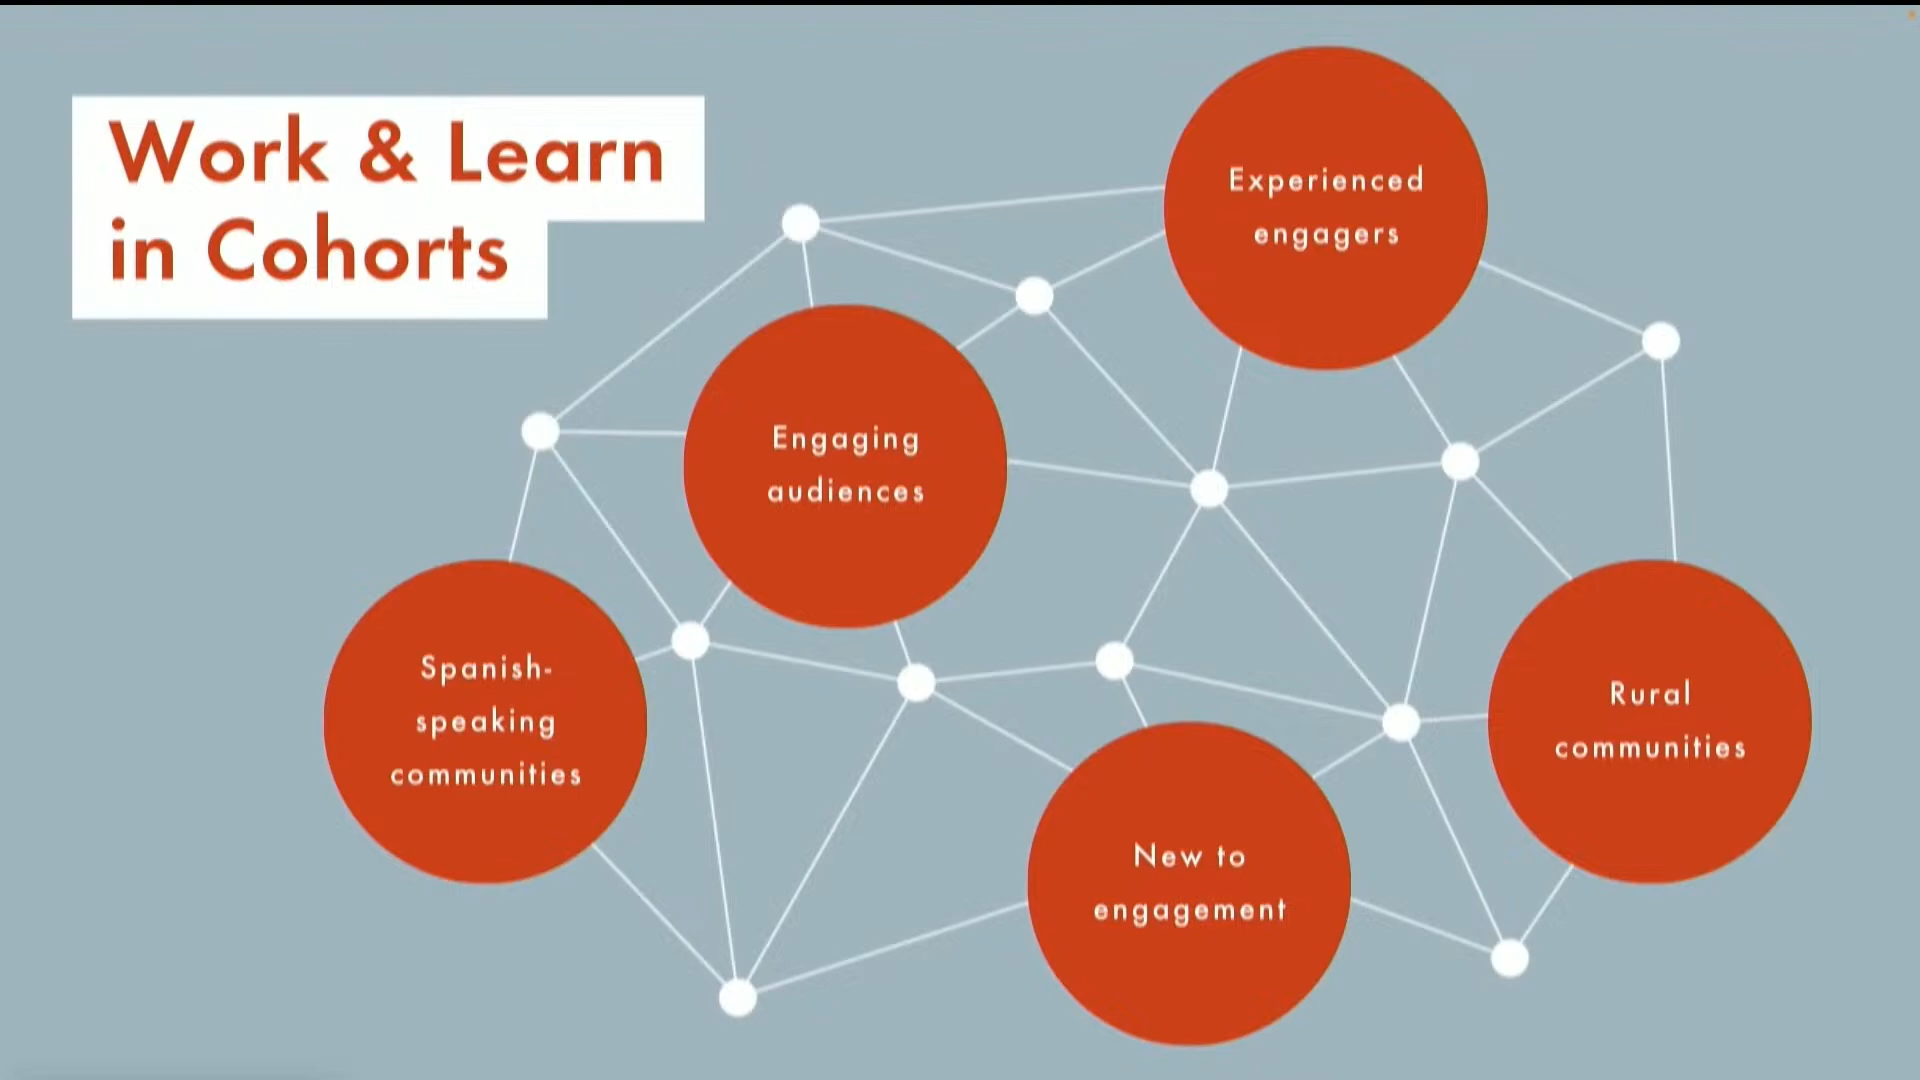 Work & Learn
in Cohorts
Experienced
engagers
Engaging
audiences
Spanish-
speaking
communities
Rural
communities
New to
engagement